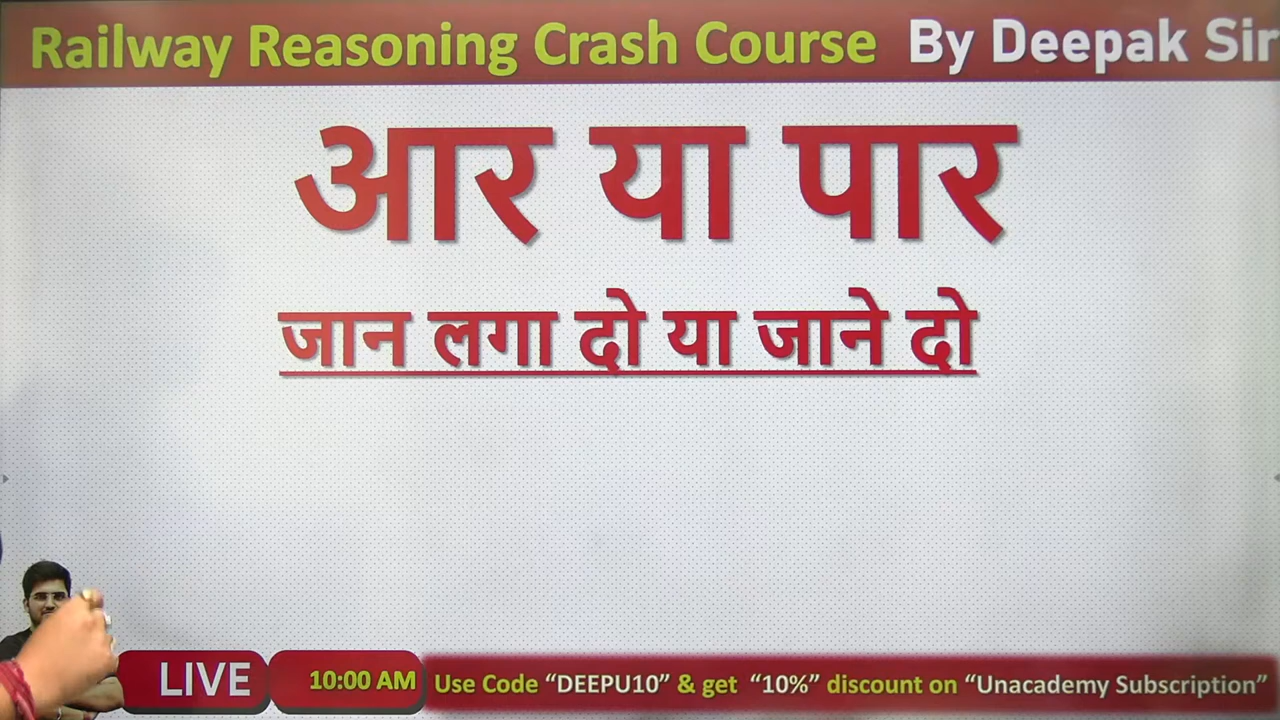 Railway Reasoning Crash Course By Deepak Sir
आर या पार
जान लगा दो या जाने दो
LIVE 10:00 AM Use Code “DEEPU10” & get “10%” discount on “Unacademy Subscription”